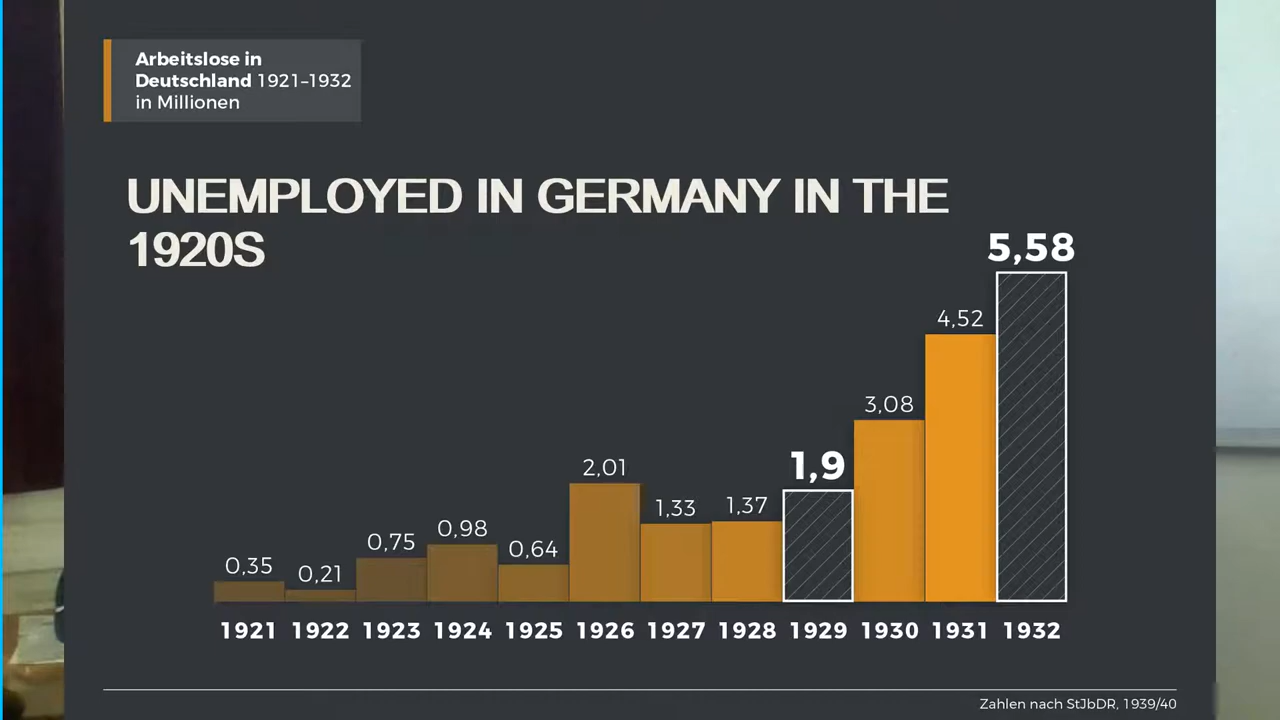 Arbeitslose in
Deutschland 1921–1932
in Millionen
UNEMPLOYED IN GERMANY IN THE
1920S
5,58
4,52
3,08
1,9
2,01
1,33
1,37
0,98
0,75
0,64
0,35
0,21
1921 1922 1923 1924 1925 1926 1927 1928 1929 1930 1931 1932
Zahlen nach StJbDR, 1939/40